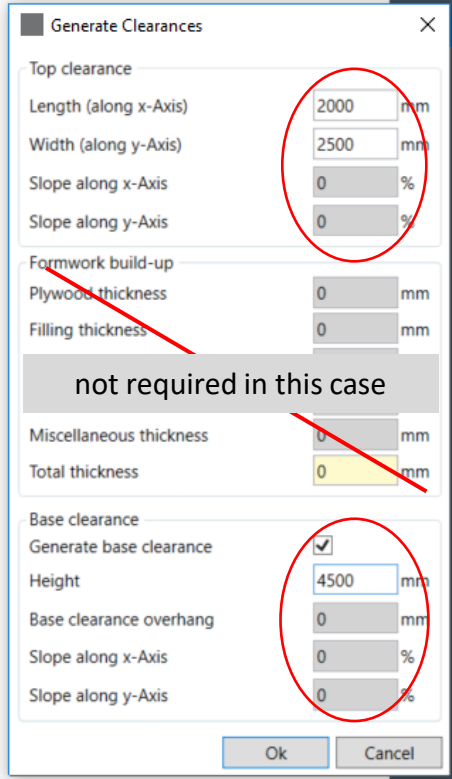 Generate Clearances
Top clearance
Length (along x-Axis) 2000 mm
Width (along y-Axis) 2500 mm
Slope along x-Axis 0 %
Slope along y-Axis 0 %
Formwork build-up
Plywood thickness 0 mm
Filling thickness 0 mm
not required in this case
Miscellaneous thickness 0 mm
Total thickness 0 mm
Base clearance
Generate base clearance
Height 4500 mm
Base clearance overhang 0 mm
Slope along x-Axis 0 %
Slope along y-Axis 0 %
Ok Cancel